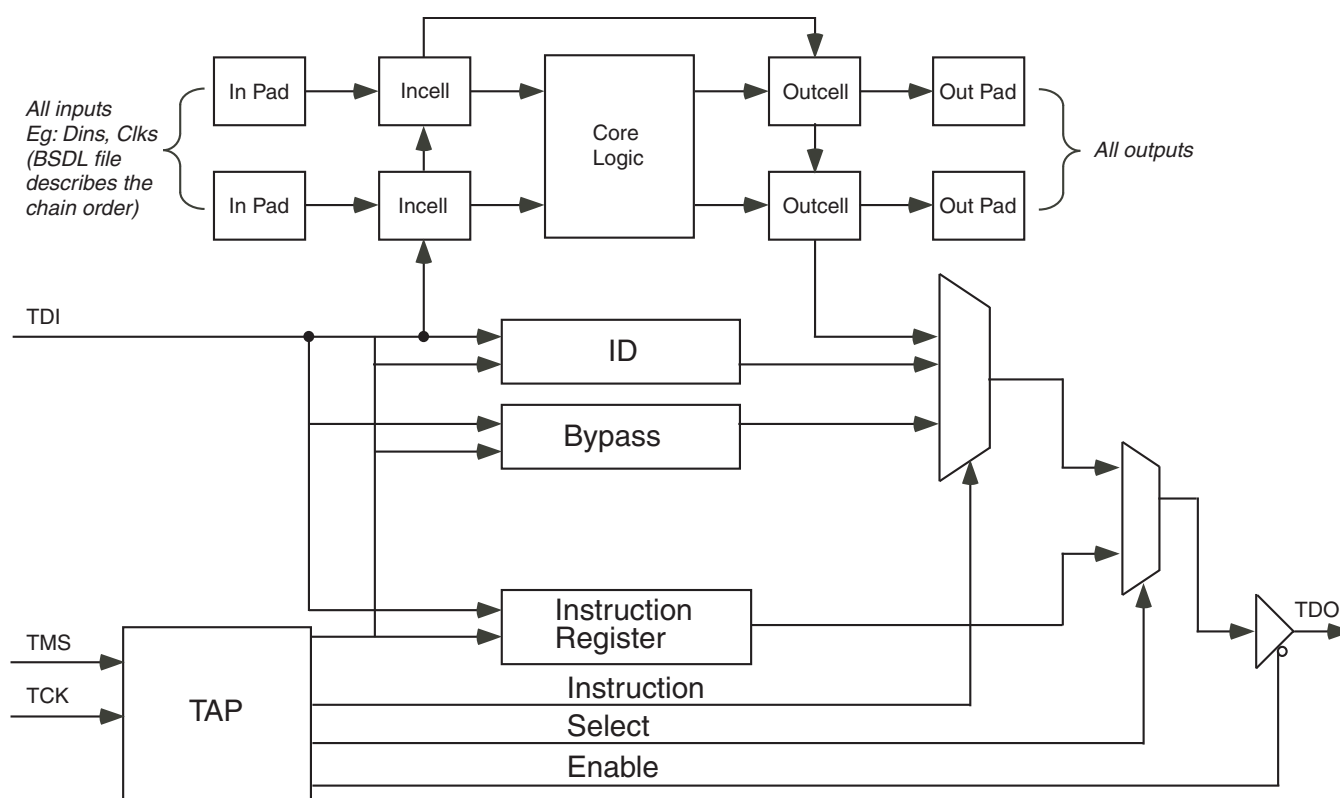 In Pad
Incell
Outcell
Out Pad
All inputs
Eg: Dins, Clks
(BSDL file
describes the
chain order)
Core
Logic
All outputs
In Pad
Incell
Outcell
Out Pad
TDI
ID
Bypass
Instruction
Register
TDO
TMS
TCK
TAP
Instruction
Select
Enable